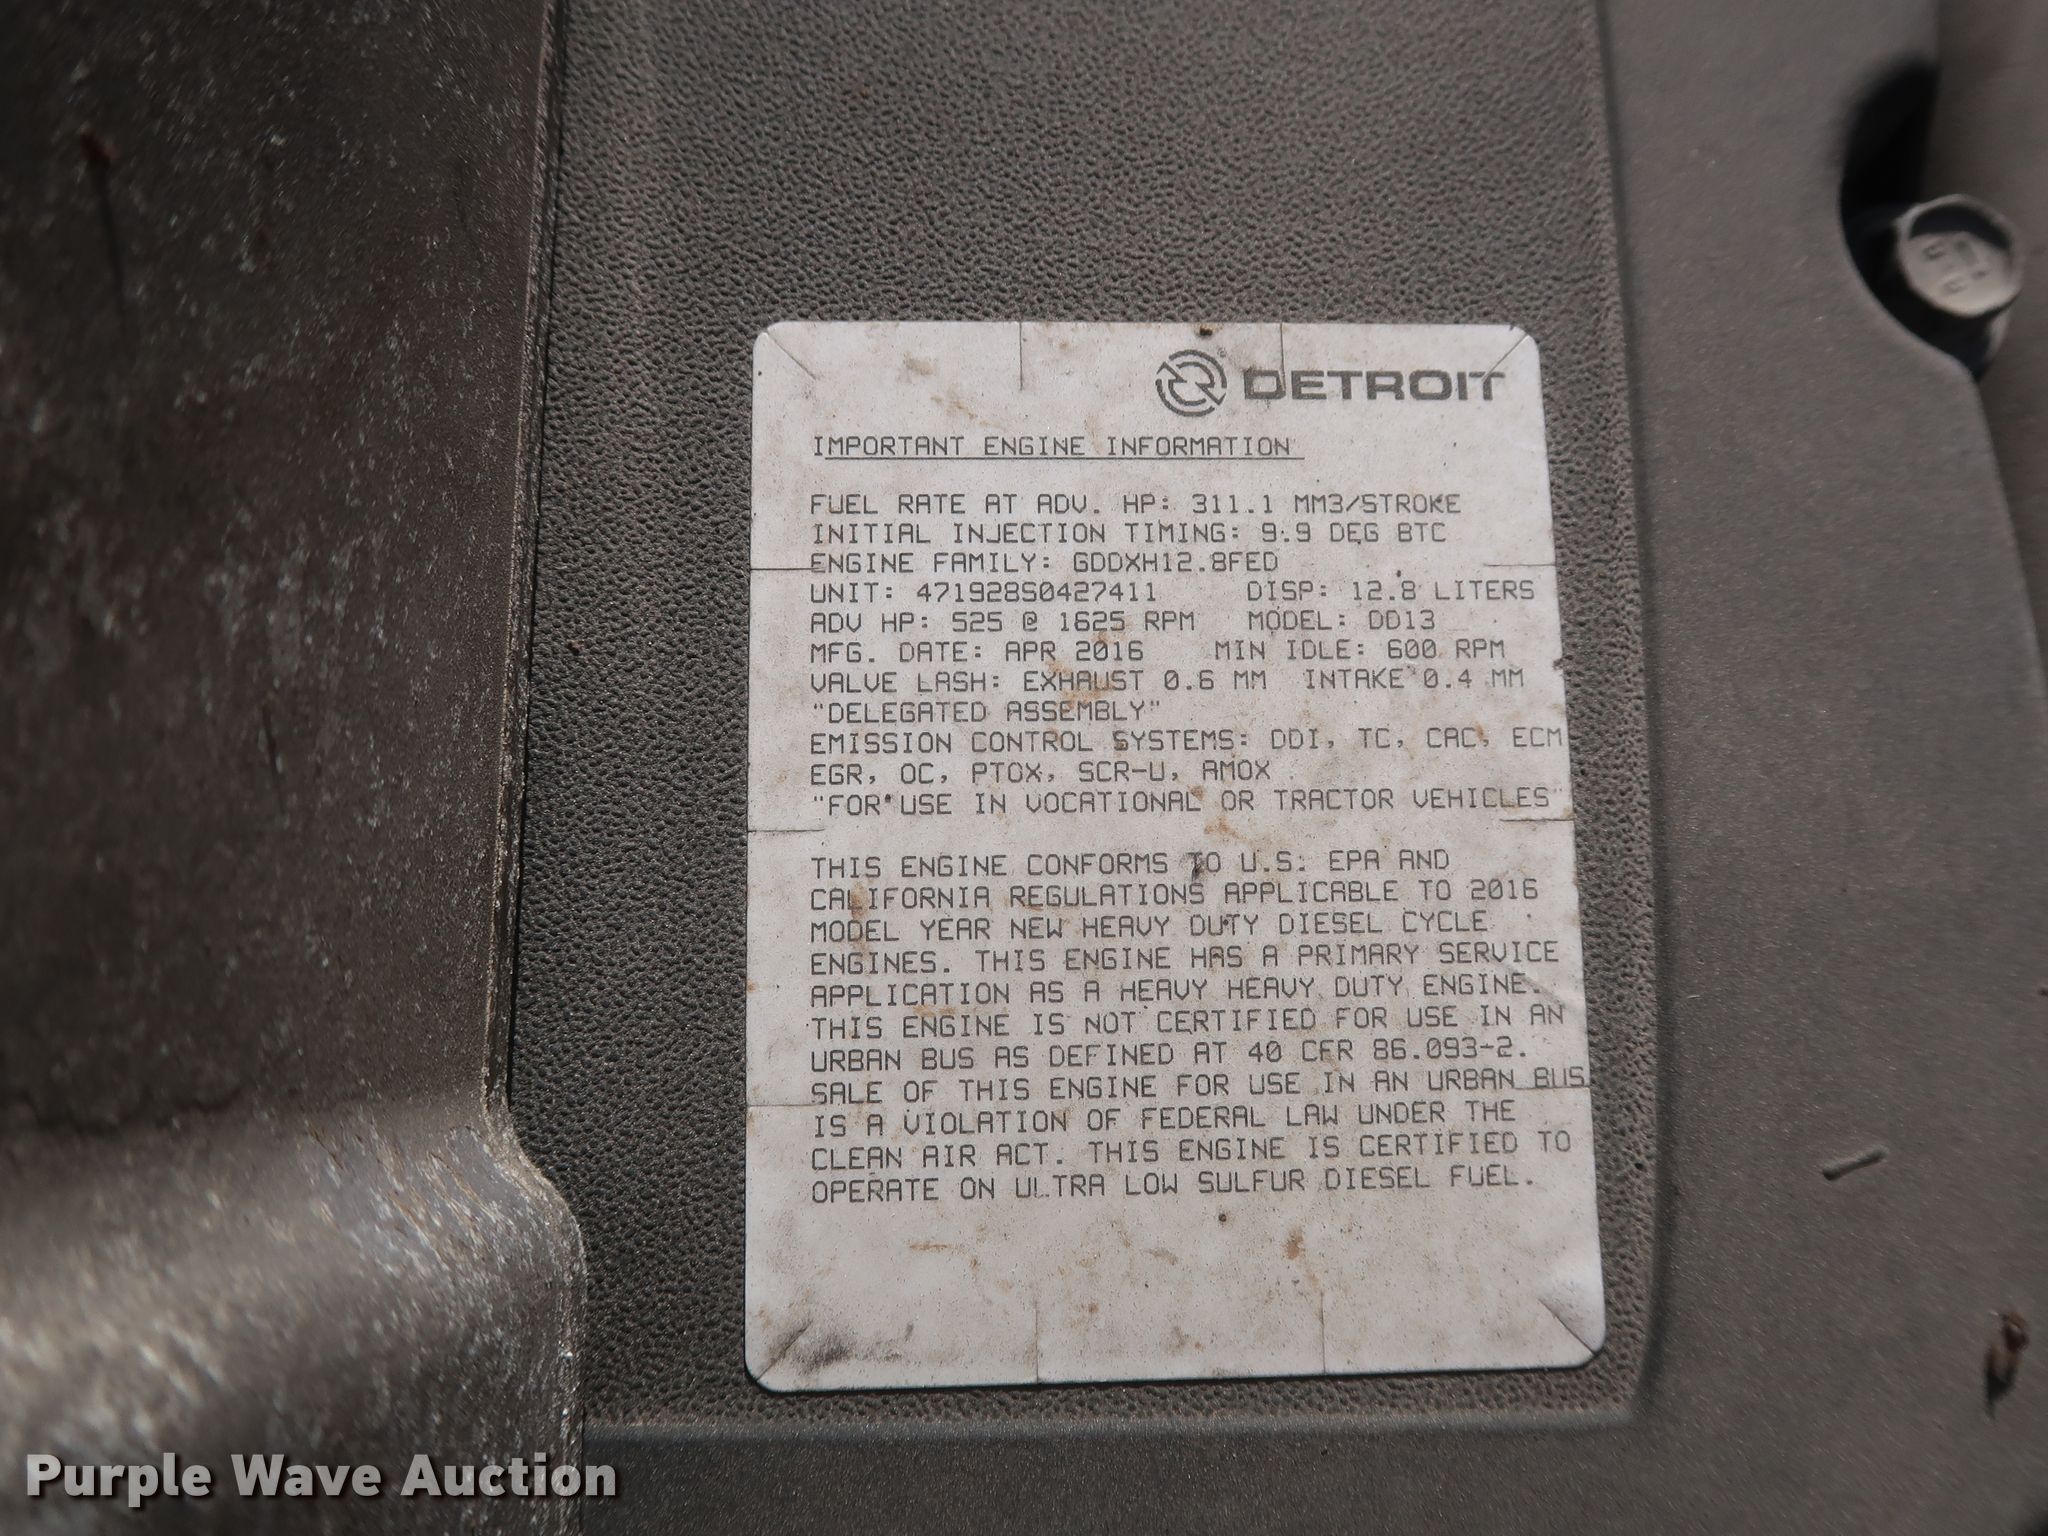 DETROIT
IMPORTANT ENGINE INFORMATION
FUEL RATE AT ADV. HP: 311.1 MM3/STROKE
INITIAL INJECTION TIMING: 9.9 DEG BTC
ENGINE FAMILY: GDDXH12.8FED
UNIT: 471928S0427411 DISP: 12.8 LITERS
ADV HP: 525 @ 1625 RPM MODEL: DD13
MFG. DATE: APR 2016 MIN IDLE: 600 RPM
VALVE LASH: EXHAUST 0.6 MM INTAKE 0.4 MM
"DELEGATED ASSEMBLY"
EMISSION CONTROL SYSTEMS: DDI, TC, CAC, ECM
EGR, OC, PTOX, SCR-U, AMOX
"FOR USE IN VOCATIONAL OR TRACTOR VEHICLES"
THIS ENGINE CONFORMS TO U.S. EPA AND
CALIFORNIA REGULATIONS APPLICABLE TO 2016
MODEL YEAR NEW HEAVY DUTY DIESEL CYCLE
ENGINES. THIS ENGINE HAS A PRIMARY SERVICE
APPLICATION AS A HEAVY HEAVY DUTY ENGINE.
THIS ENGINE IS NOT CERTIFIED FOR USE IN AN
URBAN BUS AS DEFINED AT 40 CFR 86.093-2.
SALE OF THIS ENGINE FOR USE IN AN URBAN BUS
IS A VIOLATION OF FEDERAL LAW UNDER THE
CLEAN AIR ACT. THIS ENGINE IS CERTIFIED TO
OPERATE ON ULTRA LOW SULFUR DIESEL FUEL.
Purple Wave Auction